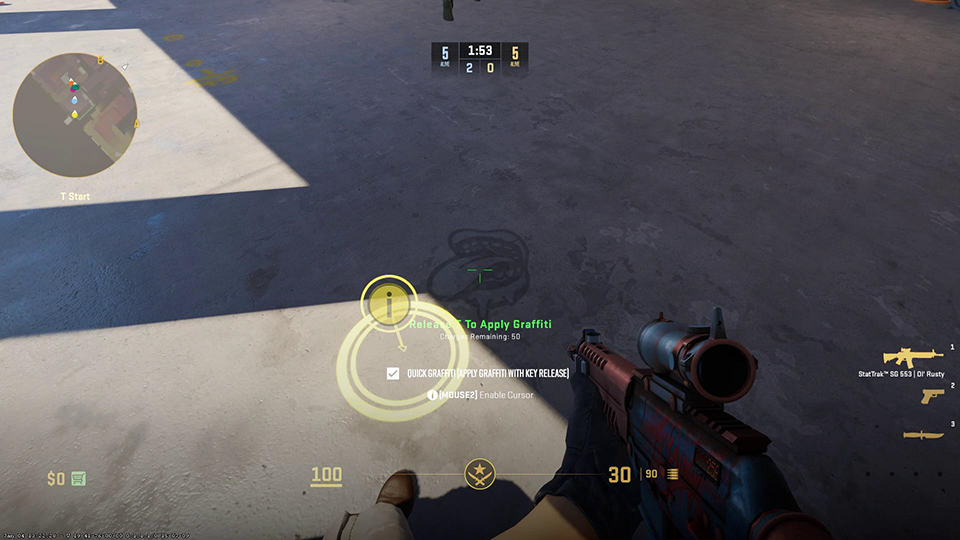 B
5
1:53
5
ALIVE
2
0
ALIVE
A
T Start
Release T To Apply Graffiti
Charges Remaining: 50
1
StatTrak™ SG 553 | Ol' Rusty
QUICK GRAFFITI [APPLY GRAFFITI WITH KEY RELEASE]
2
[MOUSE2] Enable Cursor
3
$0
100
30
90